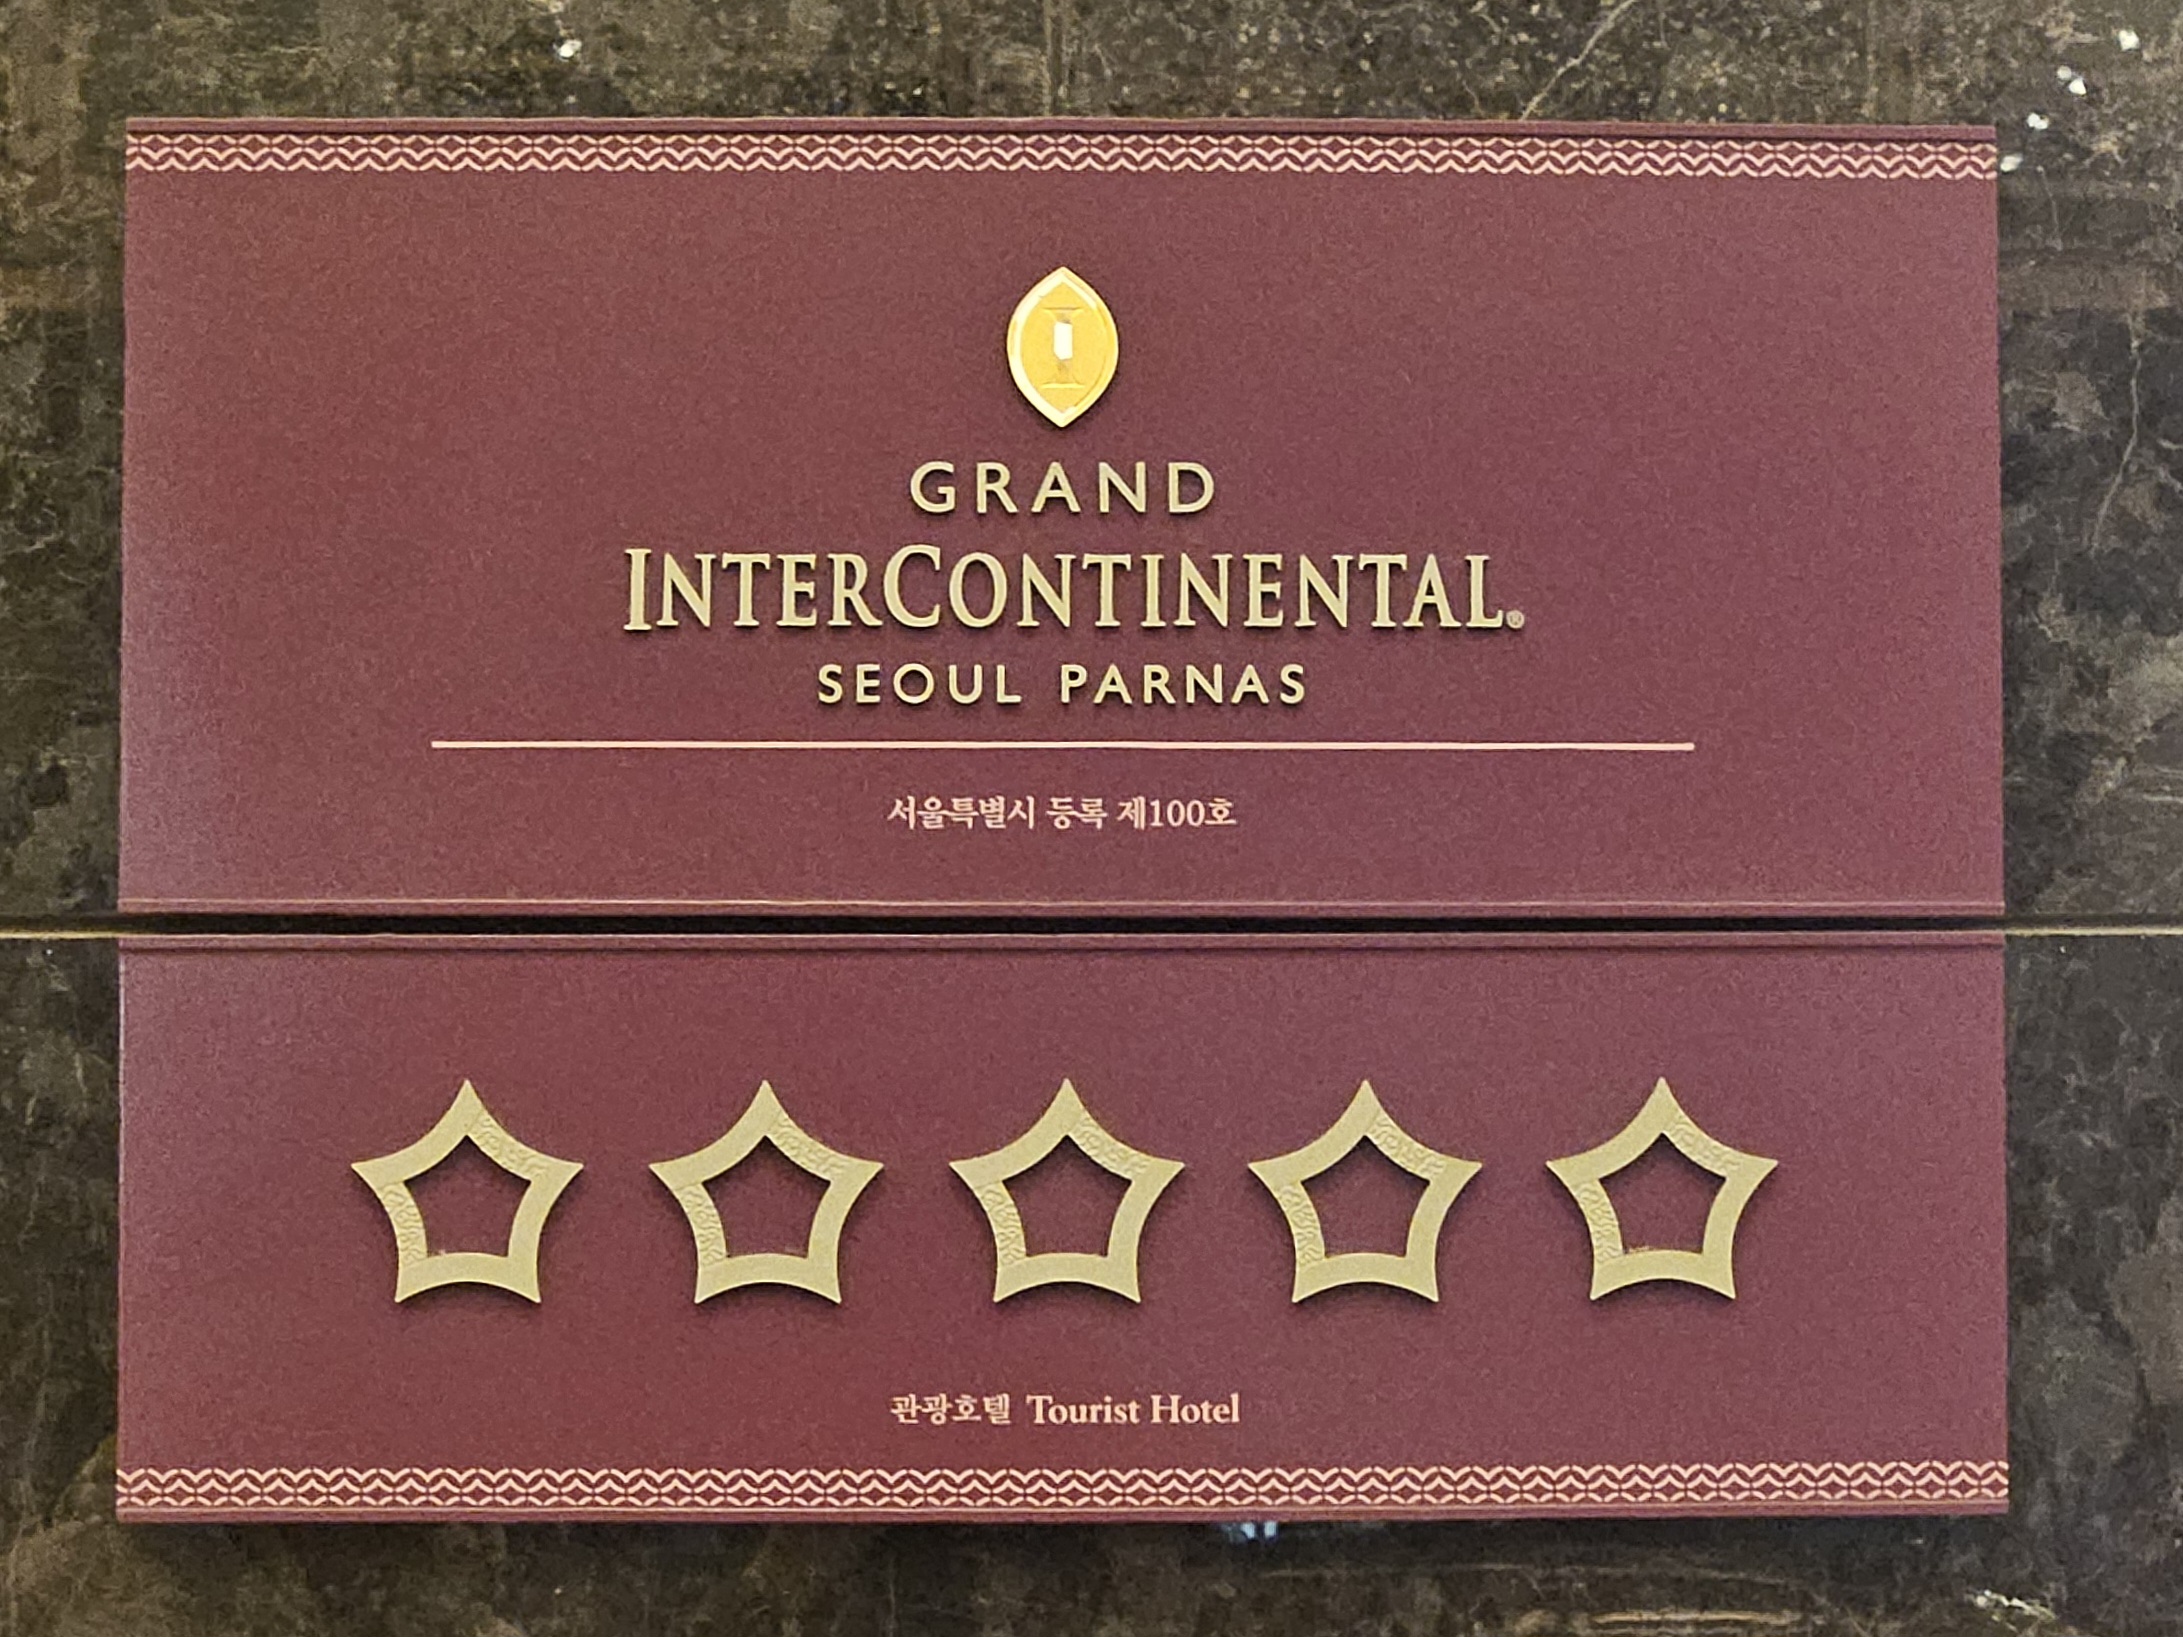 GRAND
INTERCONTINENTAL®
SEOUL PARNAS
서울특별시 등록 제100호
관광호텔 Tourist Hotel